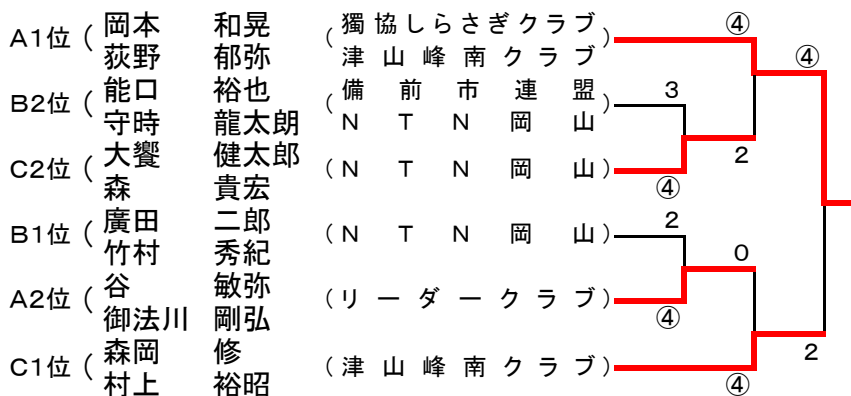 岡本　和晃 獨協しらさぎクラブ ④
A1位 ( ( ) ④
荻野　郁弥 津山峰南クラブ
能口　裕也 備前市連盟 3
B2位 ( ( )
守時　龍太朗 NTN岡山
2
大饗　健太郎
C2位 ( (NTN岡山)
森　貴宏 ④
廣田　二郎 2
B1位 ( (NTN岡山)
竹村　秀紀 0
谷　敏弥
A2位 ( (リーダークラブ)
御法川　剛弘 ④
森岡　修 2
C1位 ( (津山峰南クラブ)
村上　裕昭 ④